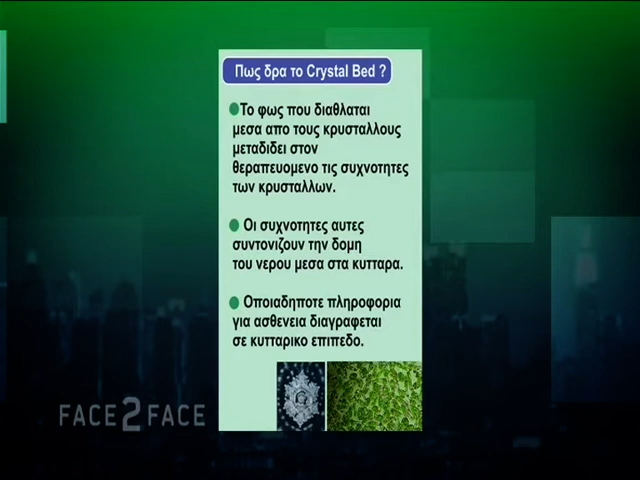 Πως δρα το Crystal Bed ?
Το φως που διαθλαται
μεσα απο τους κρυσταλλους
μεταδιδει στον
θεραπευομενο τις συχνοτητες
των κρυσταλλων.
Οι συχνοτητες αυτες
συντονιζουν την δομη
του νερου μεσα στα κυτταρα.
Οποιαδηποτε πληροφορια
για ασθενεια διαγραφεται
σε κυτταρικο επιπεδο.
FACE2FACE